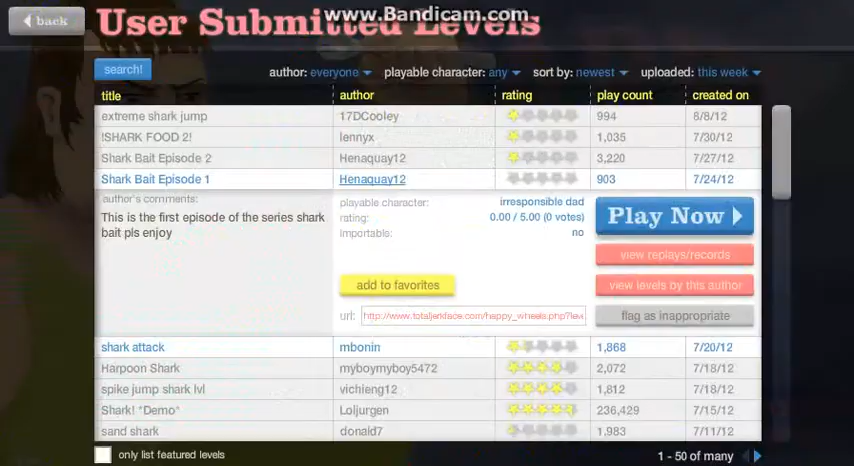 back
User Submitted Levels
www.Bandicam.com
search!
author: everyone playable character: any sort by: newest uploaded: this week
title author rating play count created on
extreme shark jump 17DCooley 994 8/8/12
!SHARK FOOD 2! lennyx 1,035 7/30/12
Shark Bait Episode 2 Henaquay12 3,220 7/27/12
Shark Bait Episode 1 Henaquay12 903 7/24/12
author's comments:
This is the first episode of the series shark
bait pls enjoy
playable character: irresponsible dad
rating: 0.00 / 5.00 (0 votes)
importable: no
add to favorites
url: http://www.totaljerkface.com/happy_wheels.php?lev
Play Now
view replays/records
view levels by this author
flag as inappropriate
shark attack mbonin 1,868 7/20/12
Harpoon Shark myboymyboy5472 2,072 7/18/12
spike jump shark lvl vichieng12 1,812 7/18/12
Shark! *Demo* Loljurgen 236,429 7/15/12
sand shark donald7 1,983 7/11/12
only list featured levels
1 - 50 of many